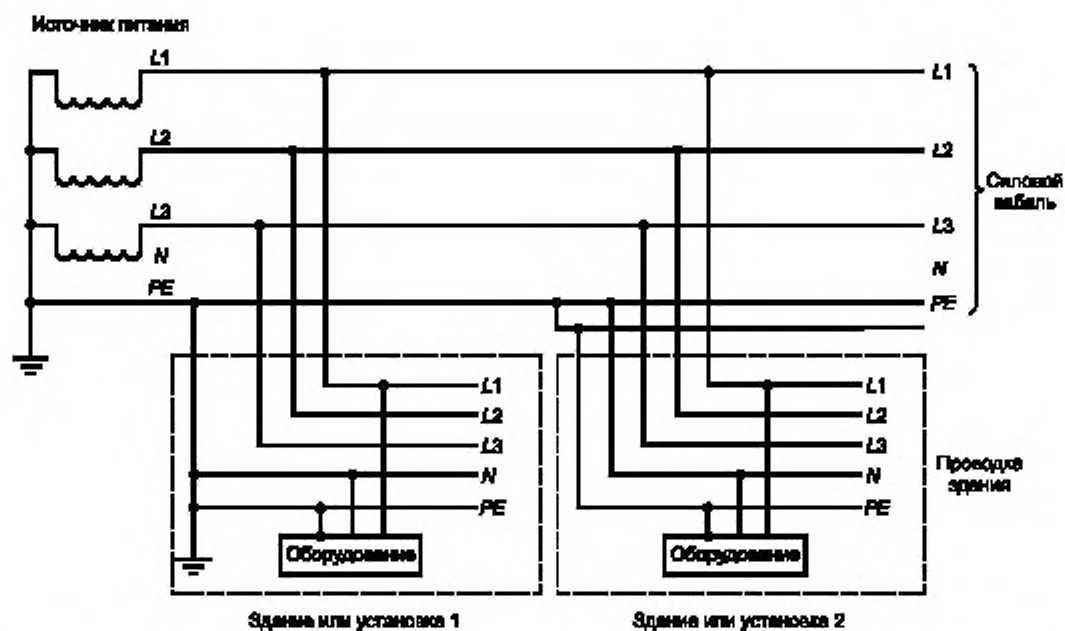 Источник питания
L1
L1
L2
L2
Силовой
кабель
L3
L3
N
N
PE
PE
L1
L1
L2
L2
L3
L3
N
N
Проводка
здания
PE
PE
Оборудование
Оборудование
Здание или установка 1
Здание или установка 2